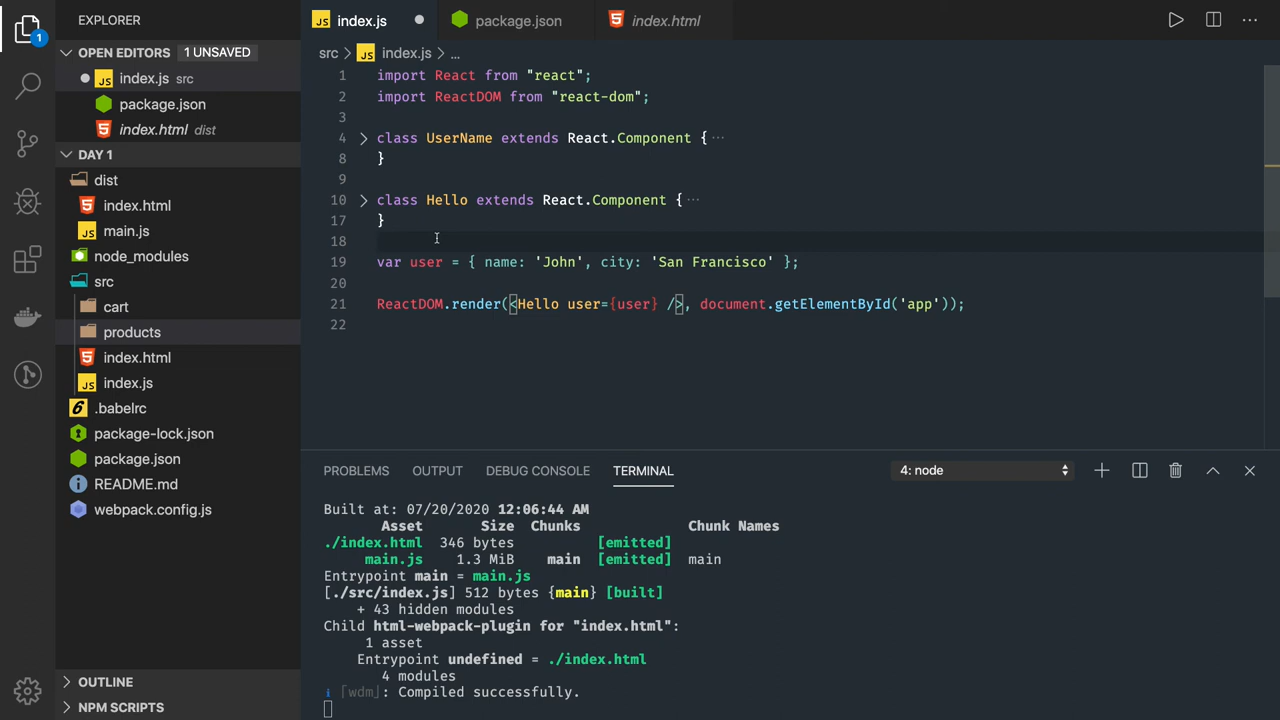 EXPLORER
OPEN EDITORS 1 UNSAVED
index.js src
package.json
index.html dist
DAY 1
dist
index.html
main.js
node_modules
src
cart
products
index.html
index.js
.babelrc
package-lock.json
package.json
README.md
webpack.config.js
OUTLINE
NPM SCRIPTS
1
JS index.js package.json index.html
src > JS index.js > ...
1 import React from "react";
2 import ReactDOM from "react-dom";
3
4 class UserName extends React.Component { ...
8 }
9
10 class Hello extends React.Component { ...
17 }
18
19 var user = { name: 'John', city: 'San Francisco' };
20
21 ReactDOM.render(<Hello user={user} />, document.getElementById('app'));
22
PROBLEMS OUTPUT DEBUG CONSOLE TERMINAL 4: node
Built at: 07/20/2020 12:06:44 AM
Asset Size Chunks Chunk Names
./index.html 346 bytes [emitted]
main.js 1.3 MiB main [emitted] main
Entrypoint main = main.js
[./src/index.js] 512 bytes {main} [built]
+ 43 hidden modules
Child html-webpack-plugin for "index.html":
1 asset
Entrypoint undefined = ./index.html
4 modules
i ｢wdm｣: Compiled successfully.